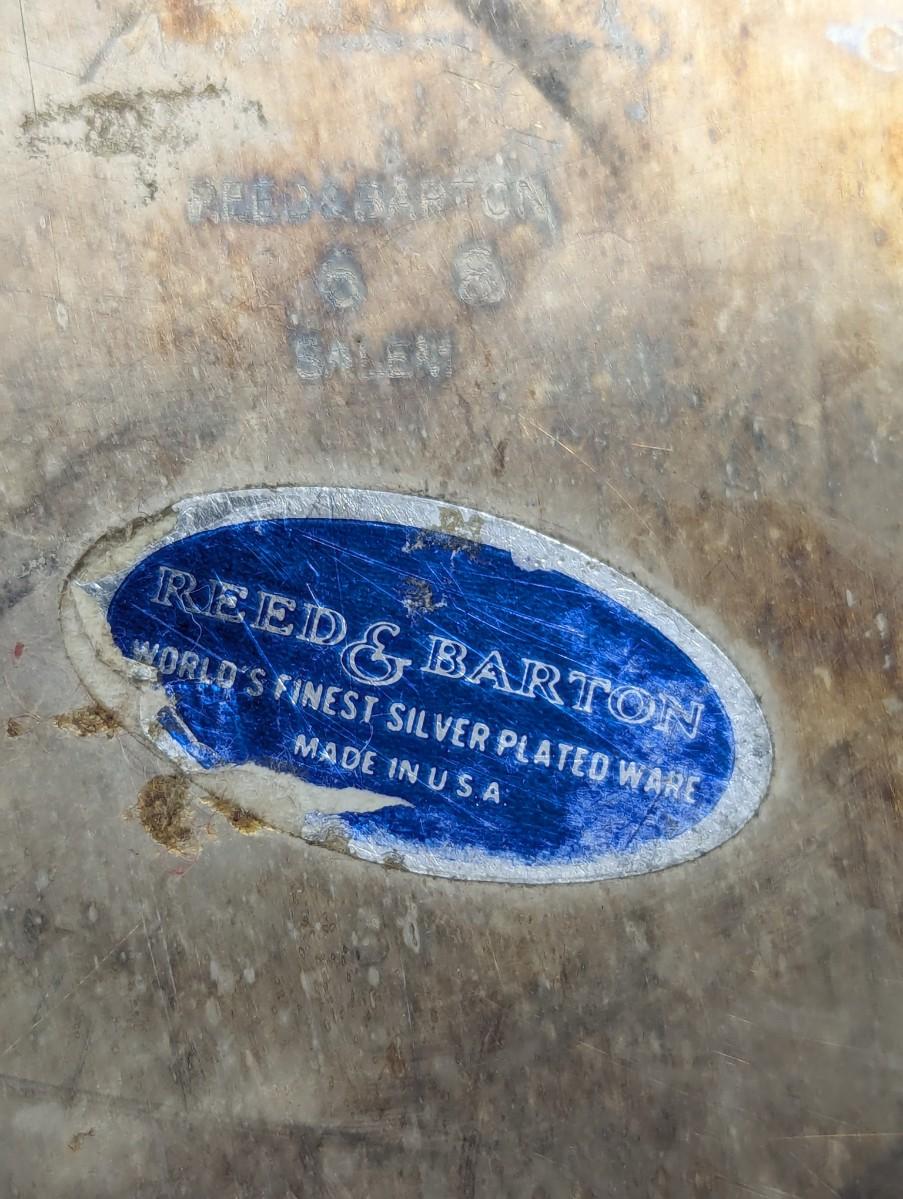 REED & BARTON
6 8
SALEM
REED & BARTON
WORLD'S FINEST SILVER PLATED WARE
MADE IN U.S.A.